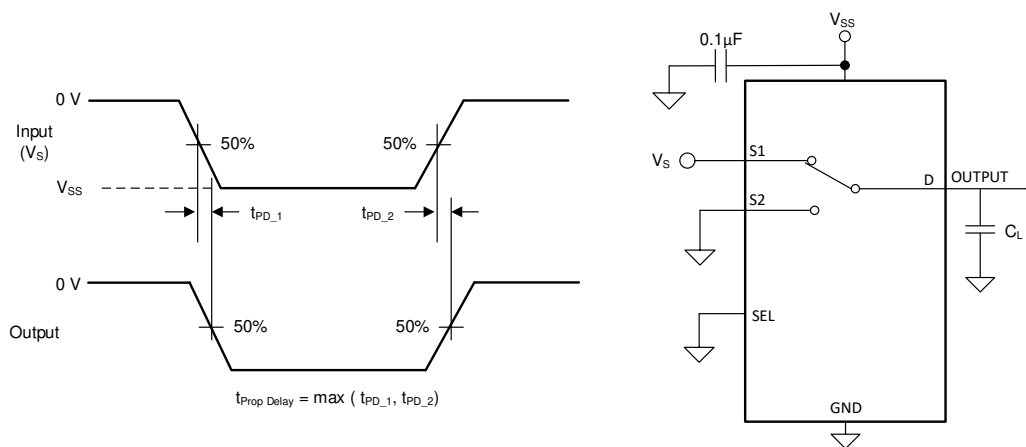 0 V
Input
(VS)
50%
50%
VSS
tPD_1
tPD_2
0 V
Output
50%
50%
tProp Delay = max ( tPD_1, tPD_2)
VSS
0.1µF
VS
S1
S2
D
OUTPUT
CL
SEL
GND